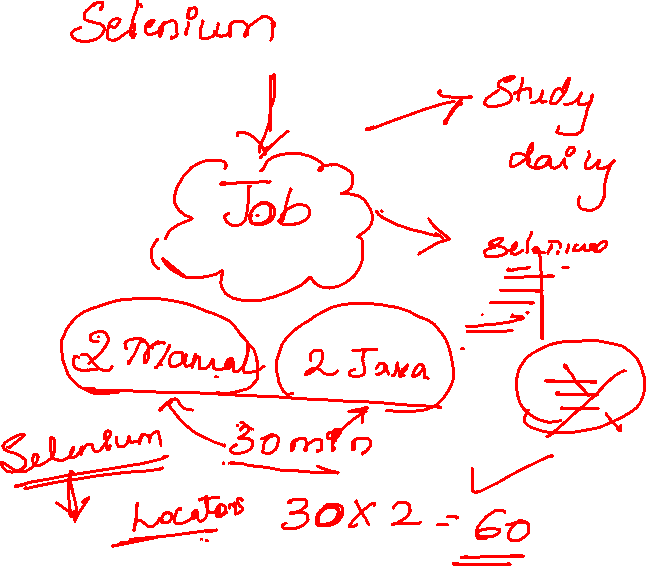 Selenium
Study
daily
Job
Selenium
2 Manual
2 Java
30 min
Selenium
Locators
30 X 2 = 60